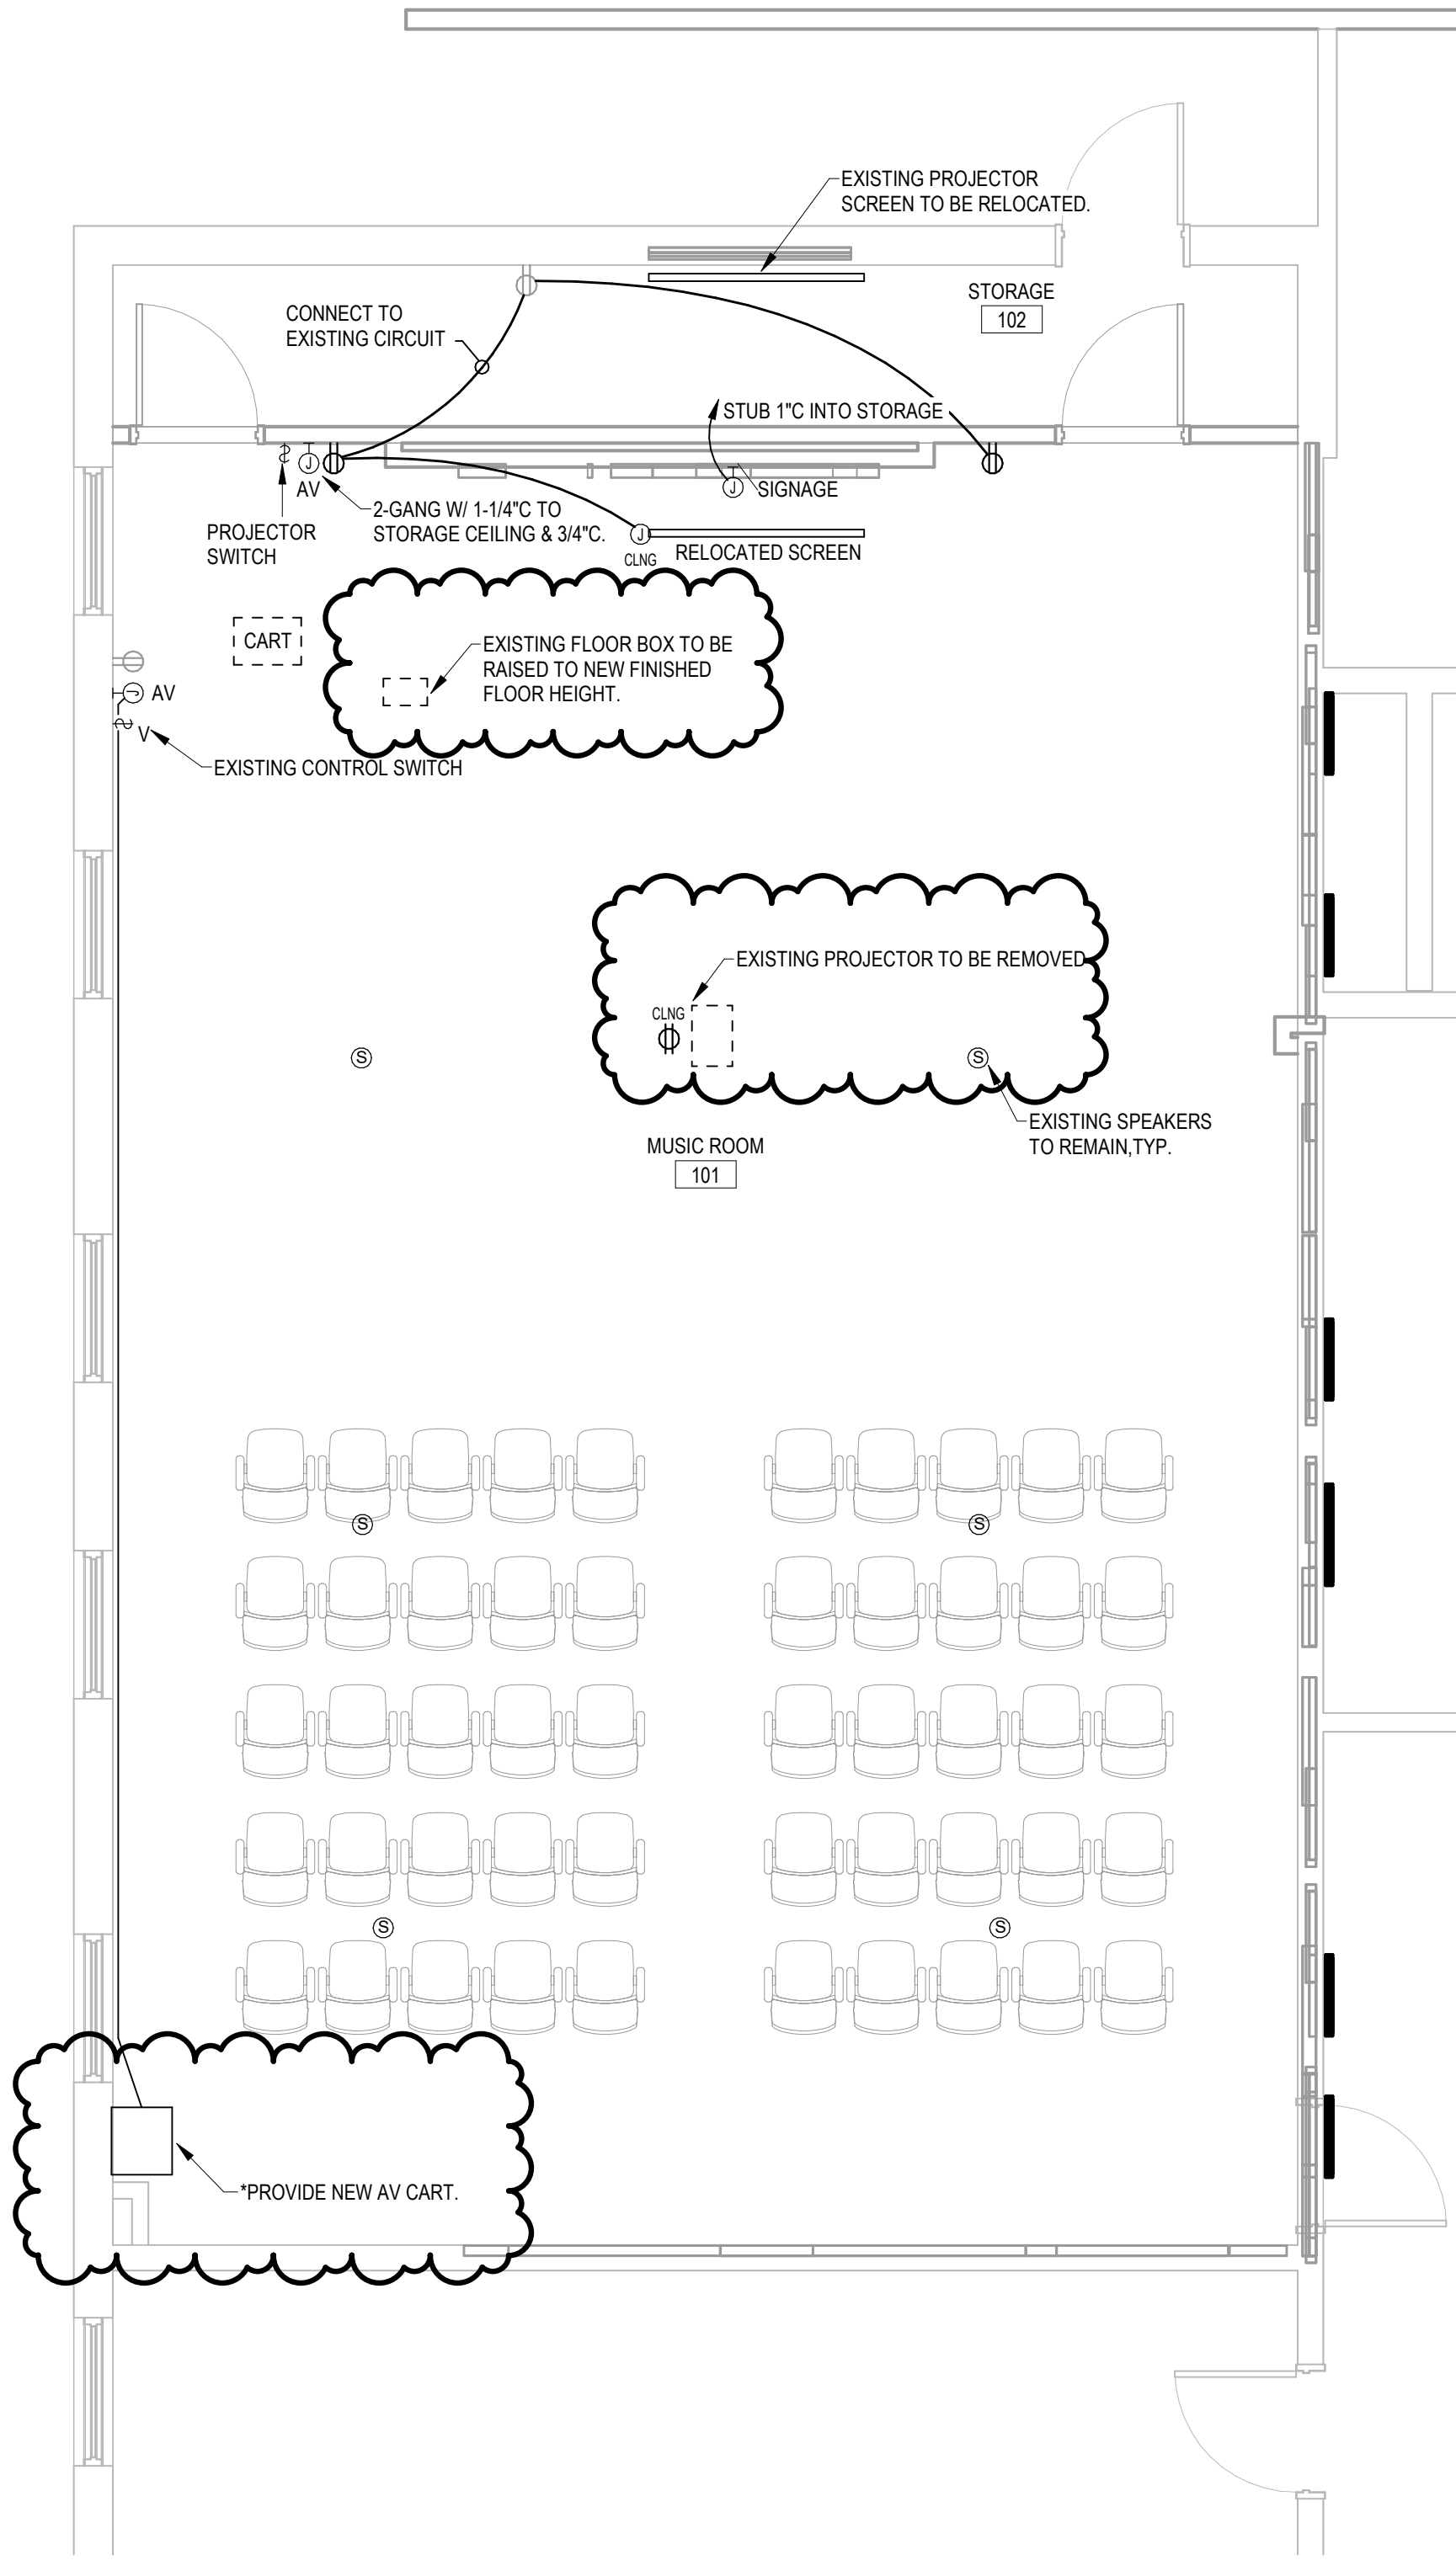 EXISTING PROJECTOR
SCREEN TO BE RELOCATED.
STORAGE
102
CONNECT TO
EXISTING CIRCUIT
STUB 1"C INTO STORAGE
J
AV
J
SIGNAGE
2-GANG W/ 1-1/4"C TO
STORAGE CEILING & 3/4"C.
PROJECTOR
SWITCH
J
CLNG
RELOCATED SCREEN
CART
EXISTING FLOOR BOX TO BE
RAISED TO NEW FINISHED
FLOOR HEIGHT.
J
AV
V
EXISTING CONTROL SWITCH
EXISTING PROJECTOR TO BE REMOVED
CLNG
S
S
EXISTING SPEAKERS
TO REMAIN,TYP.
MUSIC ROOM
101
S
S
S
S
*PROVIDE NEW AV CART.